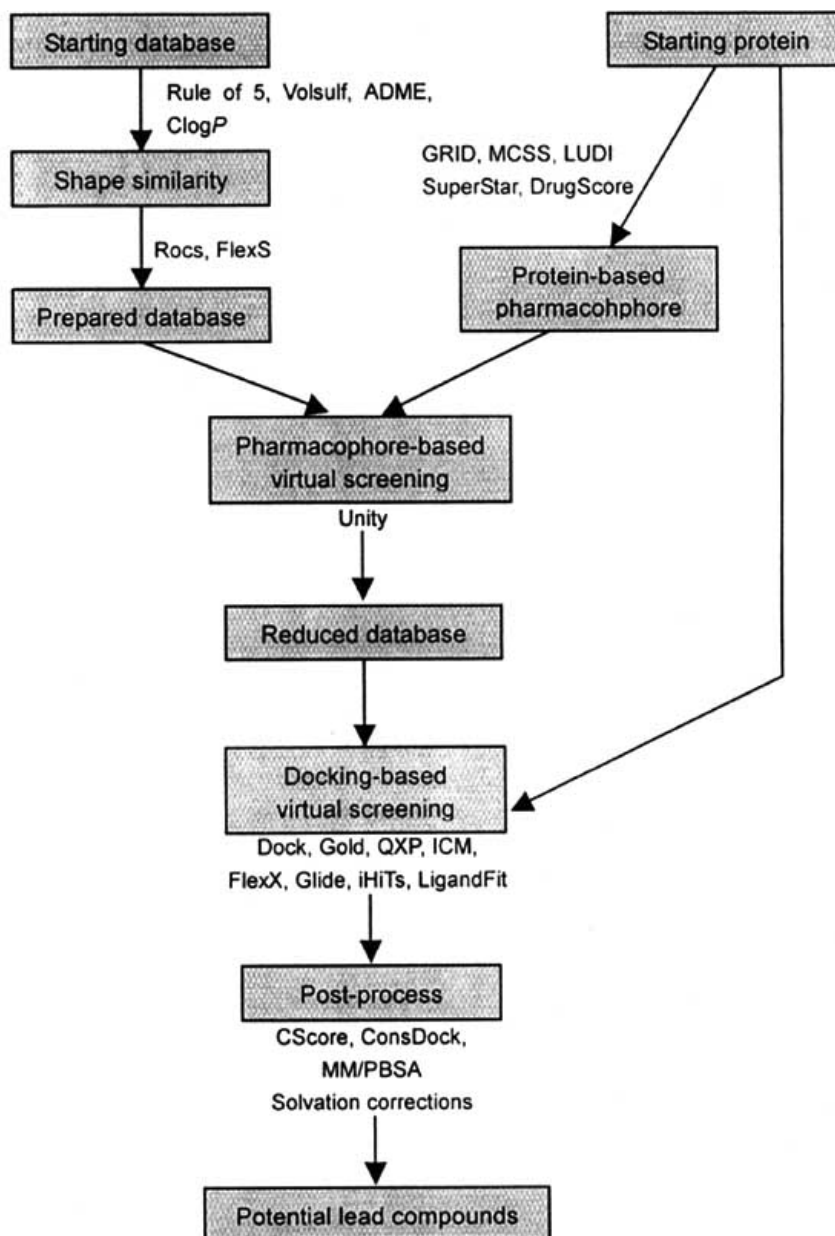 Starting database
Starting protein
Rule of 5, Volsulf, ADME,
ClogP
GRID, MCSS, LUDI
SuperStar, DrugScore
Shape similarity
Rocs, FlexS
Protein-based
pharmacohphore
Prepared database
Pharmacophore-based
virtual screening
Unity
Reduced database
Docking-based
virtual screening
Dock, Gold, QXP, ICM,
FlexX, Glide, iHiTs, LigandFit
Post-process
CScore, ConsDock,
MM/PBSA
Solvation corrections
Potential lead compounds